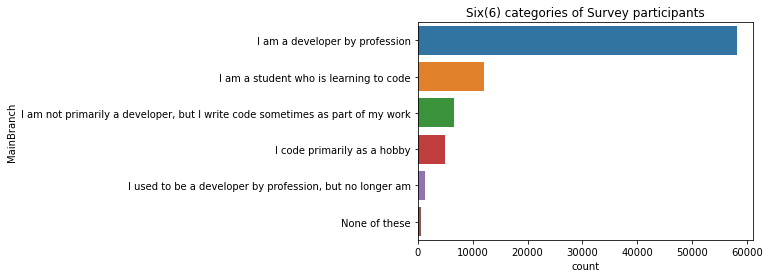 Six(6) categories of Survey participants
MainBranch
I am a developer by profession
I am a student who is learning to code
I am not primarily a developer, but I write code sometimes as part of my work
I code primarily as a hobby
I used to be a developer by profession, but no longer am
None of these
0 10000 20000 30000 40000 50000 60000
count